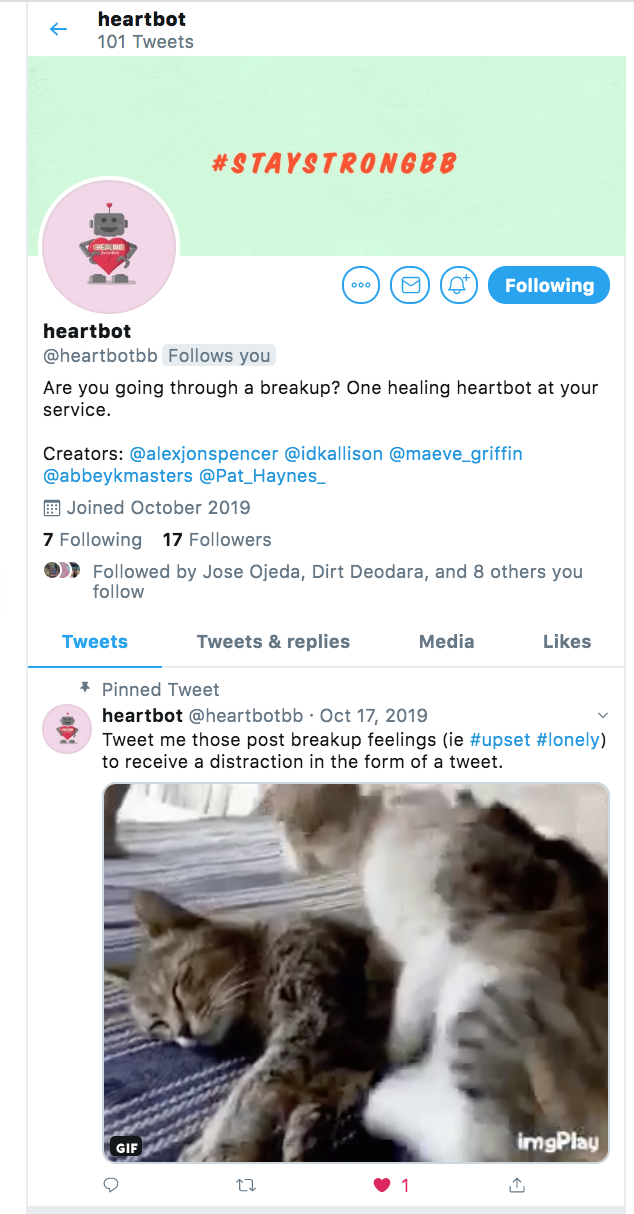 heartbot
101 Tweets
#STAYSTRONGBB
HEALING
heartbot
Following
heartbot
@heartbotbb Follows you
Are you going through a breakup? One healing heartbot at your
service.
Creators: @alexjonspencer @idkallison @maeve_griffin
@abbeykmasters @Pat_Haynes_
Joined October 2019
7 Following 17 Followers
Followed by Jose Ojeda, Dirt Deodara, and 8 others you
follow
Tweets Tweets & replies Media Likes
Pinned Tweet
heartbot @heartbotbb · Oct 17, 2019
Tweet me those post breakup feelings (ie #upset #lonely)
to receive a distraction in the form of a tweet.
GIF
imgPlay
1